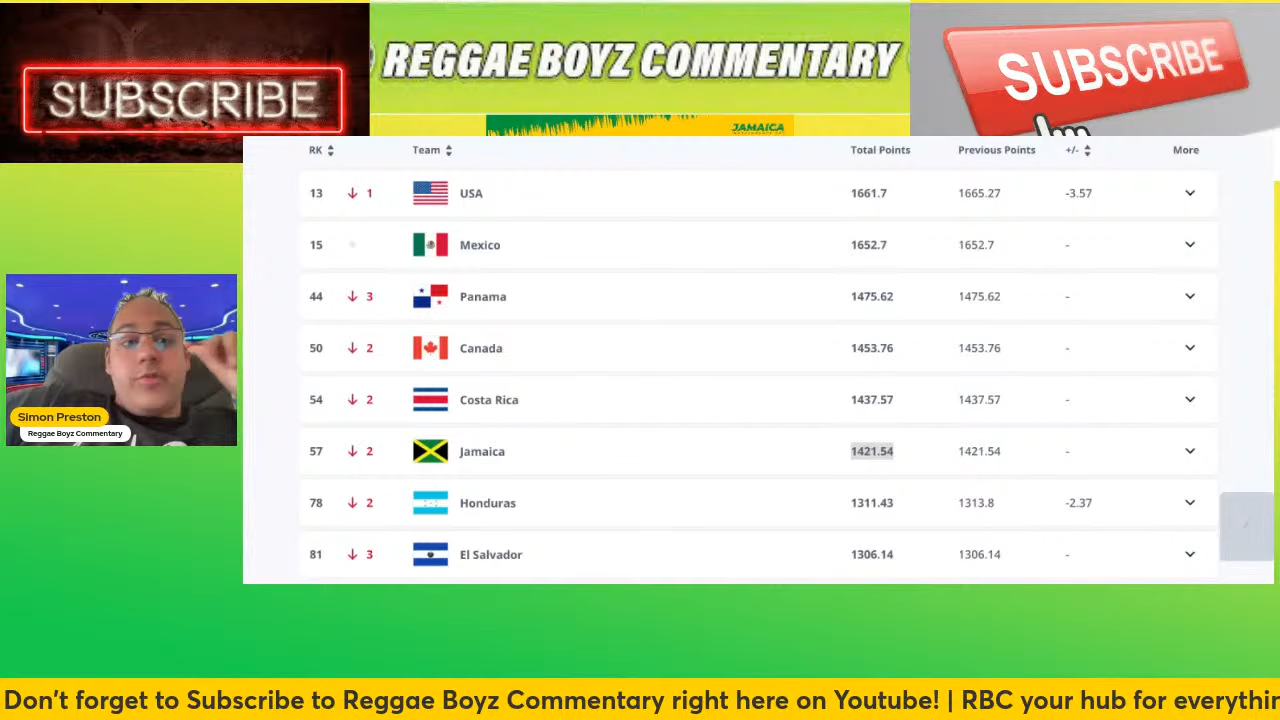 SUBSCRIBE
REGGAE BOYZ COMMENTARY
SUBSCRIBE
JAMAICA
RK Team Total Points Previous Points +/- More
13 ↓ 1 USA 1661.7 1665.27 -3.57
15 Mexico 1652.7 1652.7 -
44 ↓ 3 Panama 1475.62 1475.62 -
50 ↓ 2 Canada 1453.76 1453.76 -
54 ↓ 2 Costa Rica 1437.57 1437.57 -
57 ↓ 2 Jamaica 1421.54 1421.54 -
78 ↓ 2 Honduras 1311.43 1313.8 -2.37
81 ↓ 3 El Salvador 1306.14 1306.14 -
Simon Preston
Reggae Boyz Commentary
Don't forget to Subscribe to Reggae Boyz Commentary right here on Youtube! | RBC your hub for everythin